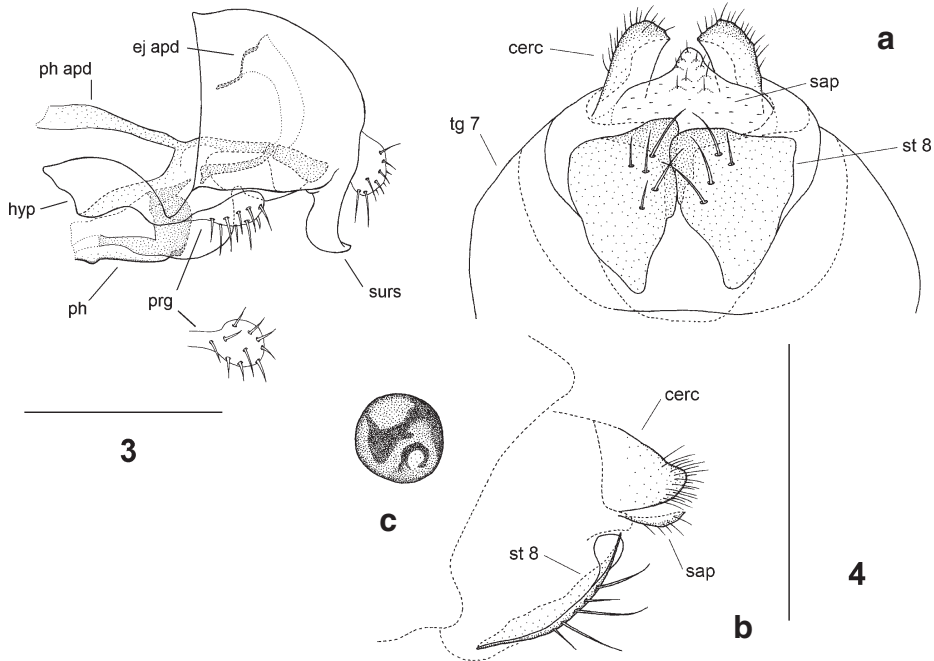 ej apd
ph apd
hyp
ph
prg
surs
3
a
cerc
sap
tg 7
st 8
c
cerc
st 8
sap
b
4